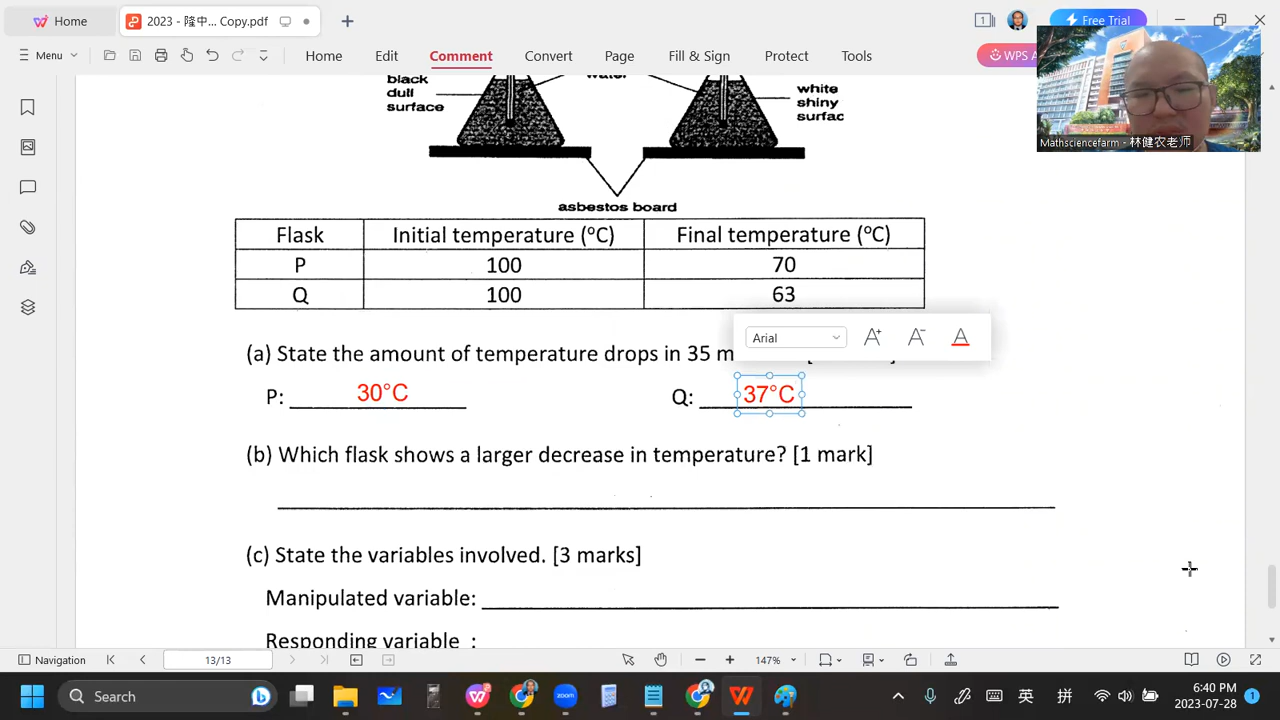 Home
2023 - 隆中... Copy.pdf
Free Trial
Menu
Home
Edit
Comment
Convert
Page
Fill & Sign
Protect
Tools
WPS A
Mathsciencefarm - 林健农老师
black
dull
surface
water
white
shiny
surfac
asbestos board
Flask
Initial temperature (°C)
Final temperature (°C)
P
100
70
Q
100
63
Arial
(a) State the amount of temperature drops in 35 m
P: 30°C
Q: 37°C
(b) Which flask shows a larger decrease in temperature? [1 mark]
(c) State the variables involved. [3 marks]
Manipulated variable:
Responding variable :
Navigation
13/13
147%
Search
zoom
英
拼
6:40 PM
2023-07-28